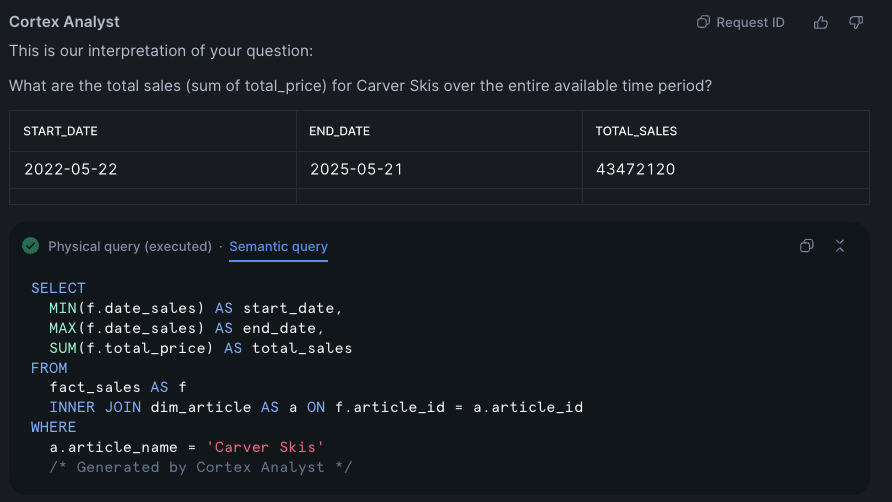 Cortex Analyst
Request ID
This is our interpretation of your question:
What are the total sales (sum of total_price) for Carver Skis over the entire available time period?
START_DATE END_DATE TOTAL_SALES
2022-05-22 2025-05-21 43472120
Physical query (executed) · Semantic query
SELECT
  MIN(f.date_sales) AS start_date,
  MAX(f.date_sales) AS end_date,
  SUM(f.total_price) AS total_sales
FROM
  fact_sales AS f
  INNER JOIN dim_article AS a ON f.article_id = a.article_id
WHERE
  a.article_name = 'Carver Skis'
  /* Generated by Cortex Analyst */